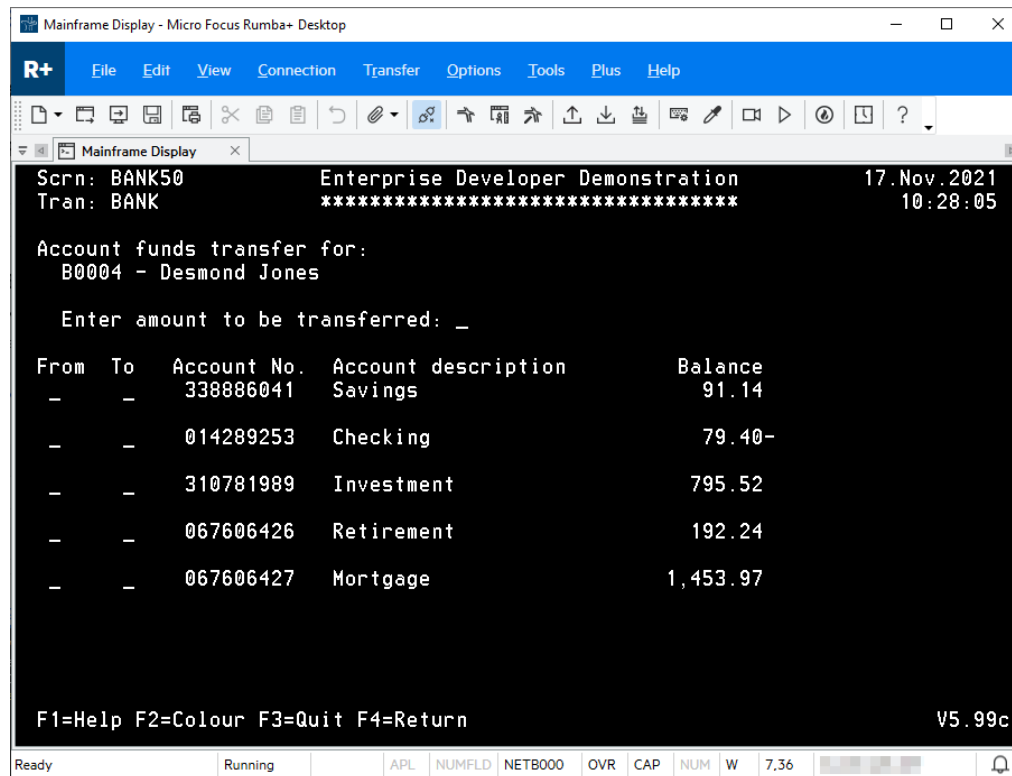 Mainframe Display - Micro Focus Rumba+ Desktop
R+ File Edit View Connection Transfer Options Tools Plus Help
Mainframe Display
Scrn: BANK50 Enterprise Developer Demonstration 17.Nov.2021
Tran: BANK ********************************** 10:28:05
Account funds transfer for:
B0004 - Desmond Jones
Enter amount to be transferred: _
From To Account No. Account description Balance
_ _ 338886041 Savings 91.14
_ _ 014289253 Checking 79.40-
_ _ 310781989 Investment 795.52
_ _ 067606426 Retirement 192.24
_ _ 067606427 Mortgage 1,453.97
F1=Help F2=Colour F3=Quit F4=Return V5.99c
Ready Running APL NUMFLD NETB000 OVR CAP NUM W 7,36